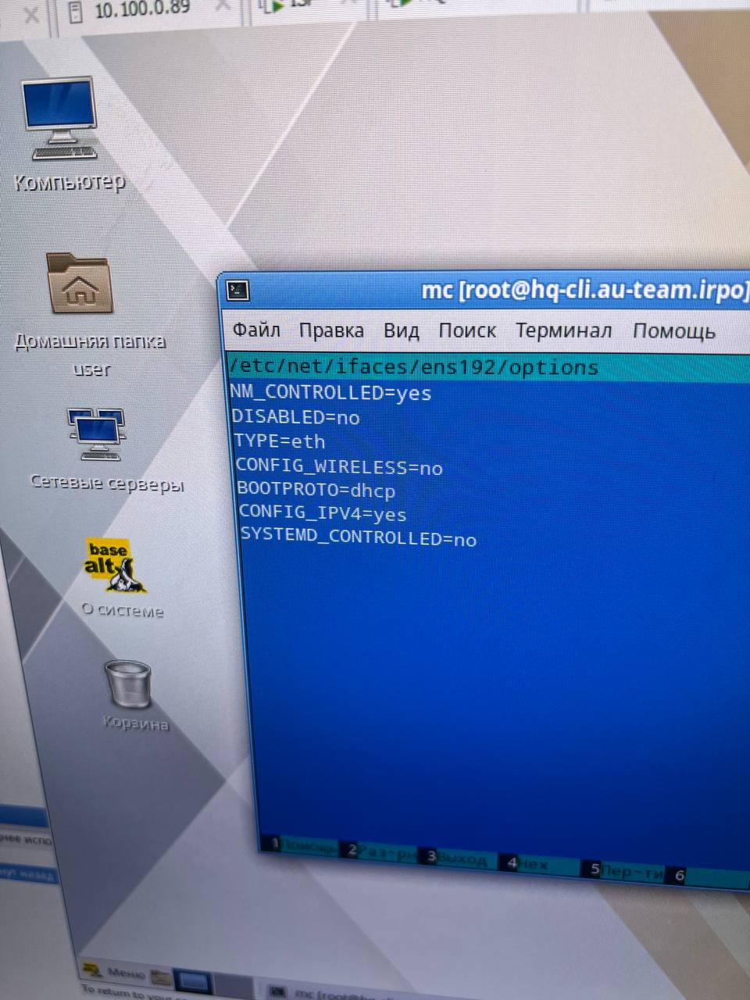 10.100.0.89
Компьютер
Домашняя папка
user
Сетевые серверы
base
alt
О системе
Корзина
mc [root@hq-cli.au-team.irpo]
Файл Правка Вид Поиск Терминал Помощь
/etc/net/ifaces/ens192/options
NM_CONTROLLED=yes
DISABLED=no
TYPE=eth
CONFIG_WIRELESS=no
BOOTPROTO=dhcp
CONFIG_IPV4=yes
SYSTEMD_CONTROLLED=no
1Помощь 2Раз~рн 3Выход 4Hex 5Пер~ти 6
нут назад
Меню
mc [root@hq
To return to your